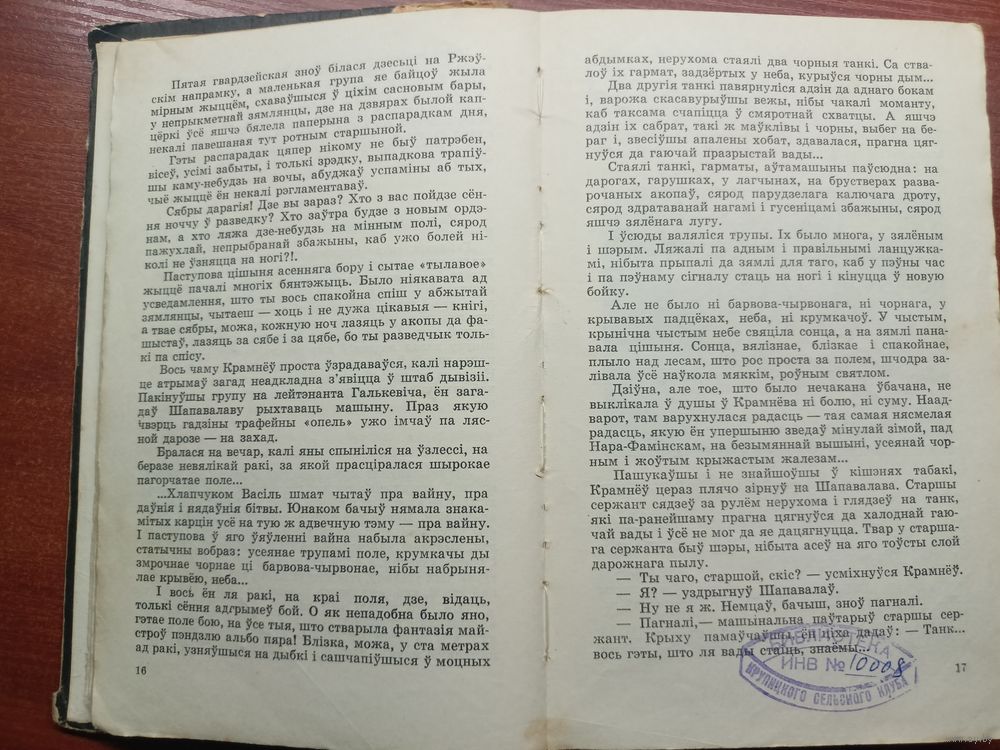 Пятая гвардзейская зноў білася дзесьці на Ржэў-
скім напрамку, а маленькая група яе байцоў жыла
мірным жыццём, схаваўшыся ў ціхім сасновым бары,
у непрыкметнай зямлянцы, дзе на дзвярах былой кап-
цёркі ўсё яшчэ бялела паперына з распарадкам дня,
некалі павешаная тут ротным старшыной.
Гэты распарадак цяпер нікому не быў патрэбен,
вісеў, усімі забыты, і толькі зрэдку, выпадкова трапіў-
шы каму-небудзь на вочы, абуджаў успаміны аб тых,
чыё жыццё ён некалі рэгламентаваў.
Сябры дарагія! Дзе вы зараз? Хто з вас пойдзе сён-
ня ноччу ў разведку? Хто заўтра будзе з новым ордэ-
нам, а хто ляжа дзе-небудзь на мінным полі, сярод
пажухлай, непрыбранай збажыны, каб ужо болей ні-
колі не ўзняцца на ногі?!.
Паступова цішыня асенняга бору і сытае «тылавое»
жыццё пачалі многіх бянтэжыць. Было ніякавата ад
усведамлення, што ты вось спакойна спіш у абжытай
зямлянцы, чытаеш — хоць і не дужа цікавыя — кнігі,
а твае сябры, можа, кожную ноч лазяць у акопы да фа-
шыстаў, лазяць за сябе і за цябе, бо ты разведчык толь-
кі па спісу.
Вось чаму Крамнёў проста ўзрадаваўся, калі нарэш-
це атрымаў загад неадкладна з’явіцца ў штаб дывізіі.
Пакінуўшы групу на лейтэнанта Галькевіча, ён зага-
даў Шапавалаву рыхтаваць машыну. Праз якую
чвэрць гадзіны трафейны «опель» ужо імчаў па ляс-
ной дарозе — на захад.
Бралася на вечар, калі яны спыніліся на ўзлессі, на
беразе невялікай ракі, за якой прасціралася шырокае
пагорчатае поле...
...Хлапчуком Васіль шмат чытаў пра вайну, пра
даўнія і нядаўнія бітвы. Юнаком бачыў нямала знака-
мітых карцін усё на тую ж адвечную тэму — пра вайну.
І паступова ў яго ўяўленні вайна набыла акрэслены,
статычны вобраз: усеянае трупамі поле, крумкачы ды
змрочнае чорнае ці барвова-чырвонае, нібы набрыня-
лае крывёю, неба...
І вось ён ля ракі, на краі поля, дзе, відаць,
толькі сёння адгрымеў бой. О як непадобна было яно,
гэтае поле бою, на ўсе тыя, што стварыла фантазія май-
строў пэндзлю альбо пяра! Блізка, можа, у ста метрах
ад ракі, узняўшыся на дыбкі і сашчапіўшыся ў моцных
16
абдымках, нерухома стаялі два чорныя танкі. Са ства-
лоў іх гармат, задзёртых у неба, курыўся чорны дым...
Два другія танкі павярнуліся адзін да аднаго бокам
і, варожа скасавурыўшы вежы, нібы чакалі моманту,
каб таксама счапіцца ў смяротнай схватцы. А яшчэ
адзін іх сабрат, такі ж маўклівы і чорны, выбег на бе-
раг і, звесіўшы апалены хобат, здавалася, прагна цяг-
нуўся да гаючай празрыстай вады...
Стаялі танкі, гарматы, аўтамашыны паўсюдна: на
дарогах, гарушках, у лагчынах, на брустверах разва-
рочаных акопаў, сярод парудзелага калючага дроту,
сярод здратаванай нагамі і гусеніцамі збажыны, сярод
яшчэ зялёнага лугу.
І ўсюды валяліся трупы. Іх было многа, у зялёным
і шэрым. Ляжалі па адным і правільнымі ланцужка-
мі, нібыта прыпалі да зямлі для таго, каб у пэўны час
і па пэўнаму сігналу стаць на ногі і кінуцца ў новую
бойку.
Але не было ні барвова-чырвонага, ні чорнага, у
крывавых падцёках, неба, ні крумкачоў. У чыстым,
крынічна чыстым небе свяціла сонца, а на зямлі пана-
вала цішыня. Сонца, вялізнае, блізкае і спакойнае,
плыло над лесам, што рос проста за полем, шчодра за-
лівала ўсё наўкола мяккім, роўным святлом.
Дзіўна, але тое, што было нечакана ўбачана, не
выклікала ў душы ў Крамнёва ні болю, ні суму. Наад-
варот, там варухнулася радасць — тая самая нясмелая
радасць, якую ён упершыню зведаў мінулай зімой, пад
Нара-Фамінскам, на безыменнай вышыні, усеянай чор-
ным і жоўтым крыжастым жалезам...
Пашукаўшы і не знайшоўшы ў кішэнях табакі,
Крамнёў цераз плячо зірнуў на Шапавалава. Старшы
сержант сядзеў за рулём нерухома і глядзеў на танк,
які па-ранейшаму прагна цягнуўся да халоднай гаю-
чай вады і ўсё не мог да яе дацягнуцца. Твар у старша-
га сержанта быў шэры, нібыта асеў на яго тоўсты слой
дарожнага пылу.
— Ты чаго, старшой, скіс? — усміхнуўся Крамнёў.
— Я? — уздрыгнуў Шапавалаў.
— Ну не я ж. Немцаў, бачыш, зноў пагналі.
— Пагналі,— машынальна паўтарыў старшы сер-
жант. Крыху памаўчаўшы, ён ціха дадаў: — Танк...
вось гэты, што ля вады стаіць, знаёмы...
БИБЛИОТЕКА
ИНВ № 10008
КРУПИЦКОГО СЕЛЬСКОГО КЛУБА
17